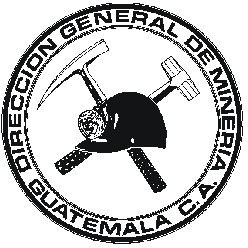 DIRECCION GENERAL DE MINERIA
GUATEMALA C.A.